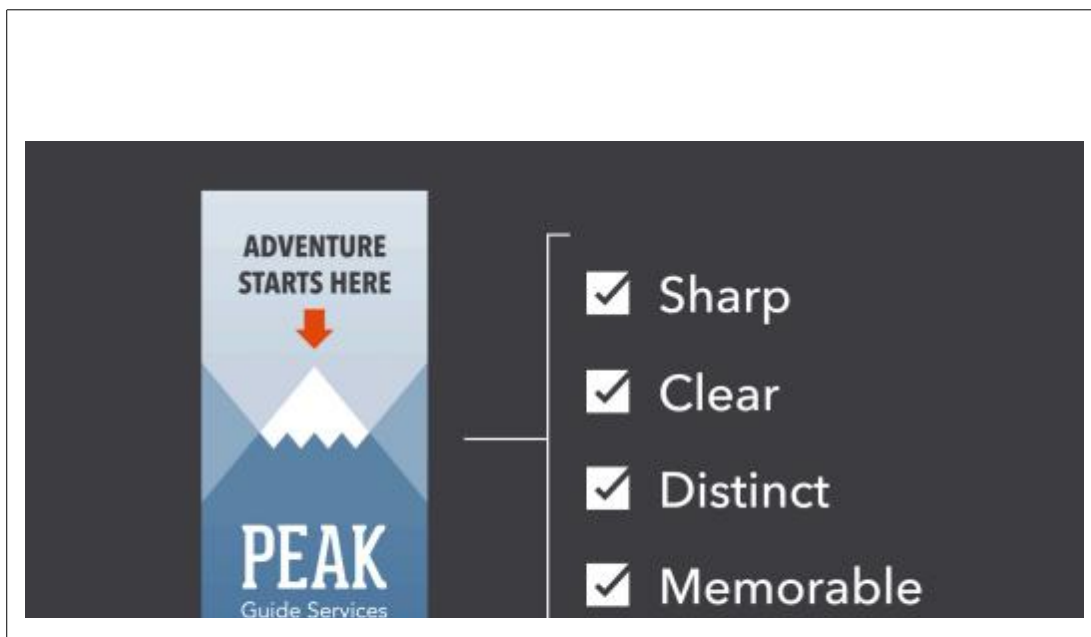 ADVENTURE
STARTS HERE
PEAK
Guide Services
Sharp
Clear
Distinct
Memorable